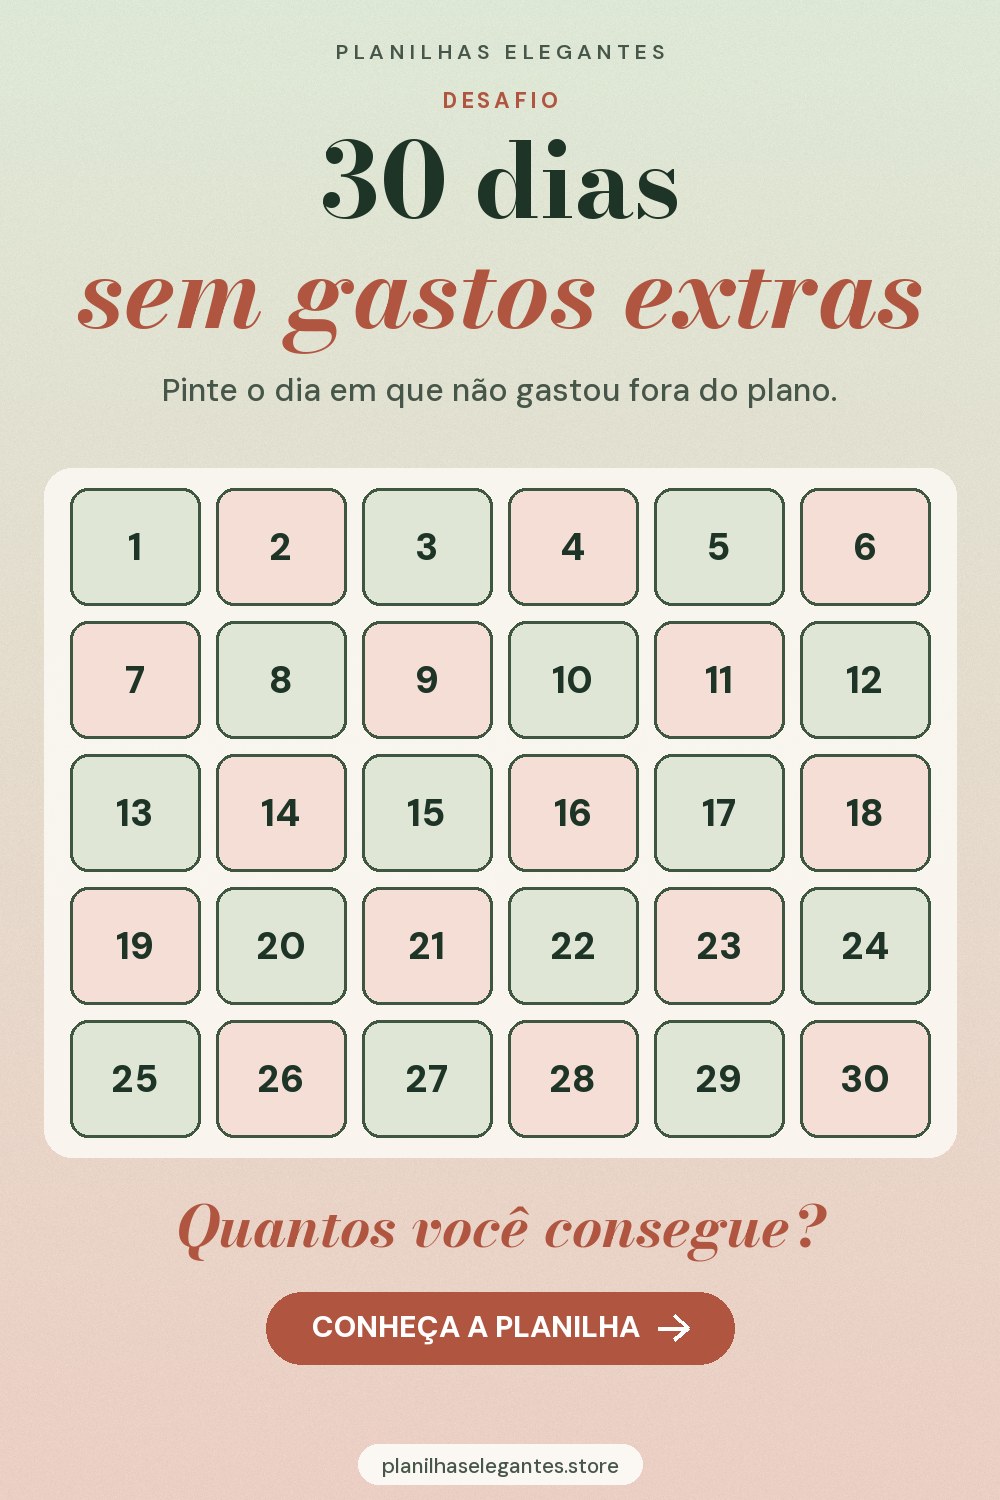 PLANILHAS ELEGANTES
DESAFIO
30 dias
sem gastos extras
Pinte o dia em que não gastou fora do plano.
1 2 3 4 5 6
7 8 9 10 11 12
13 14 15 16 17 18
19 20 21 22 23 24
25 26 27 28 29 30
Quantos você consegue?
CONHEÇA A PLANILHA →
planilhaselegantes.store